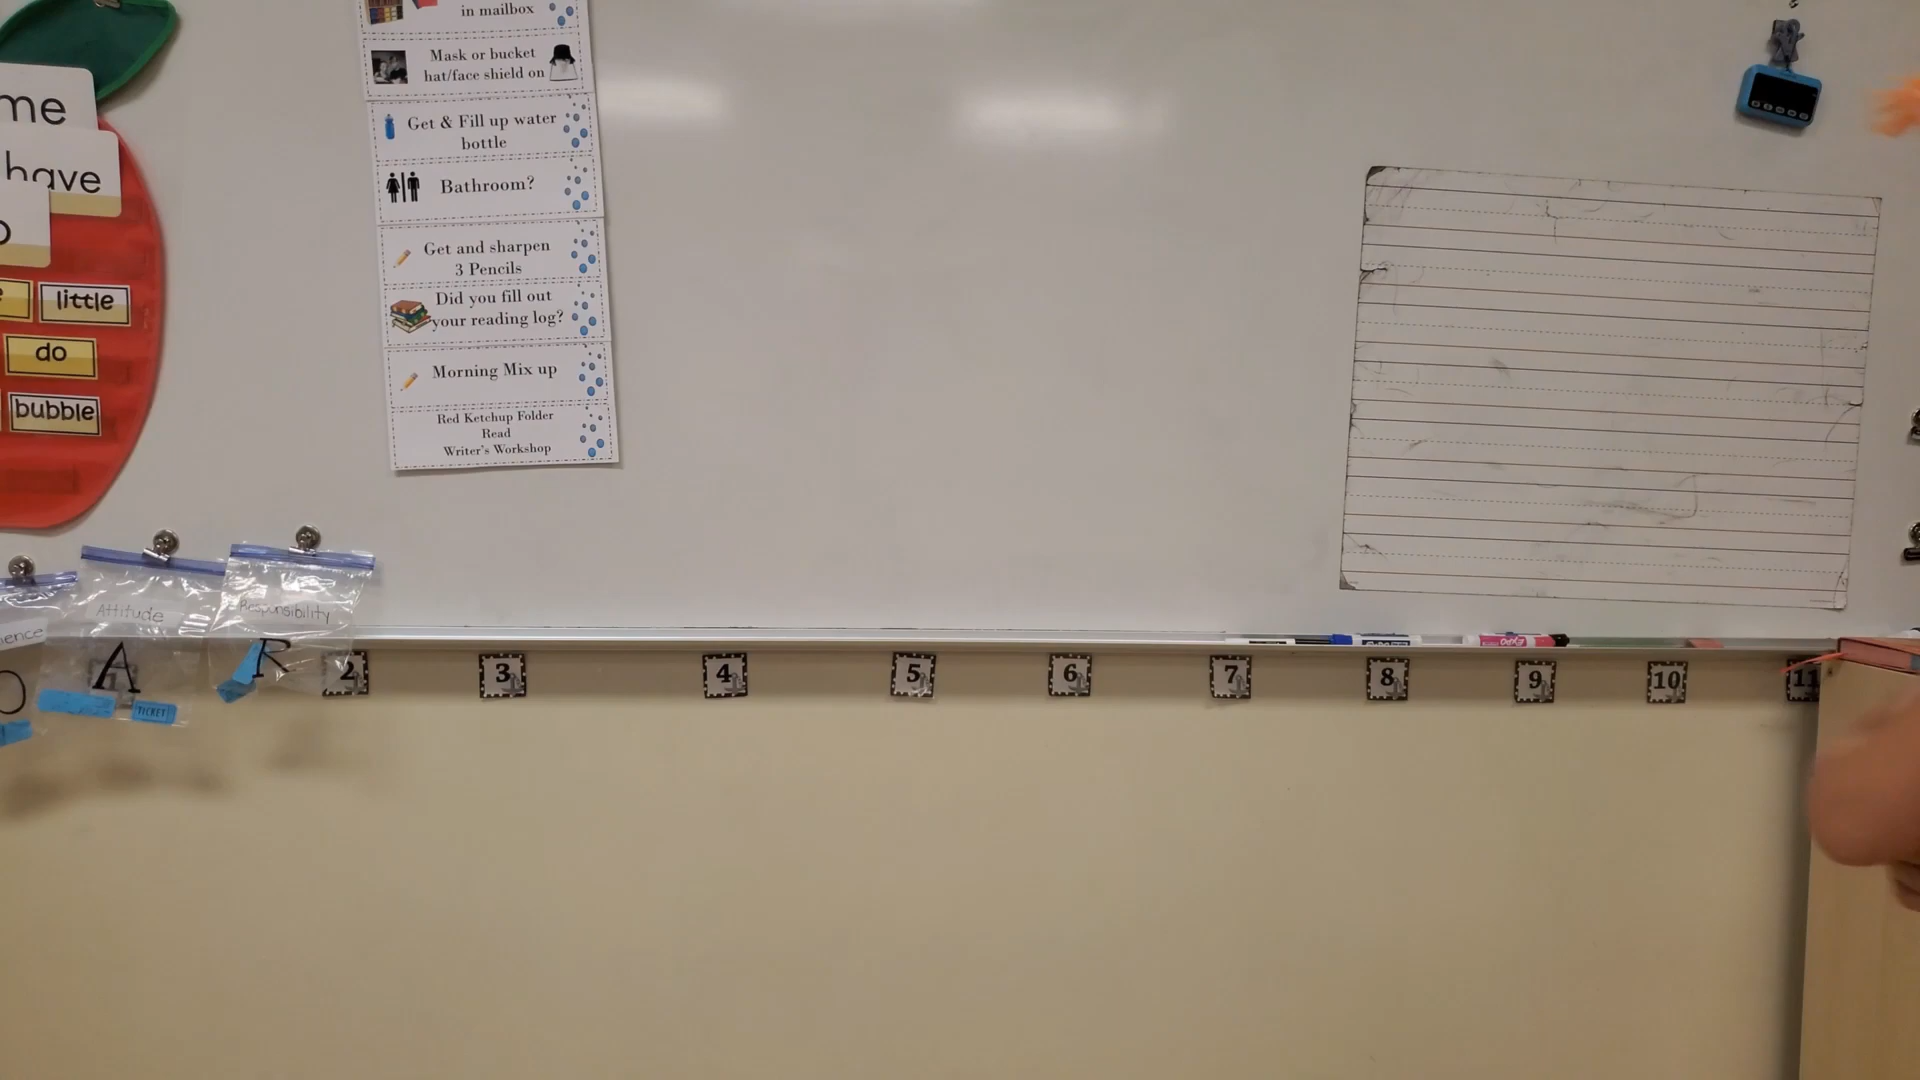 me
have
little
do
bubble
in mailbox
Mask or bucket
hat/face shield on
Get & Fill up water
bottle
Bathroom?
Get and sharpen
3 Pencils
Did you fill out
your reading log?
Morning Mix up
Red Ketchup Folder
Read
Writer's Workshop
Attitude
Responsibility
A
R
TICKET
EXPO
2
3
4
5
6
7
8
9
10
11